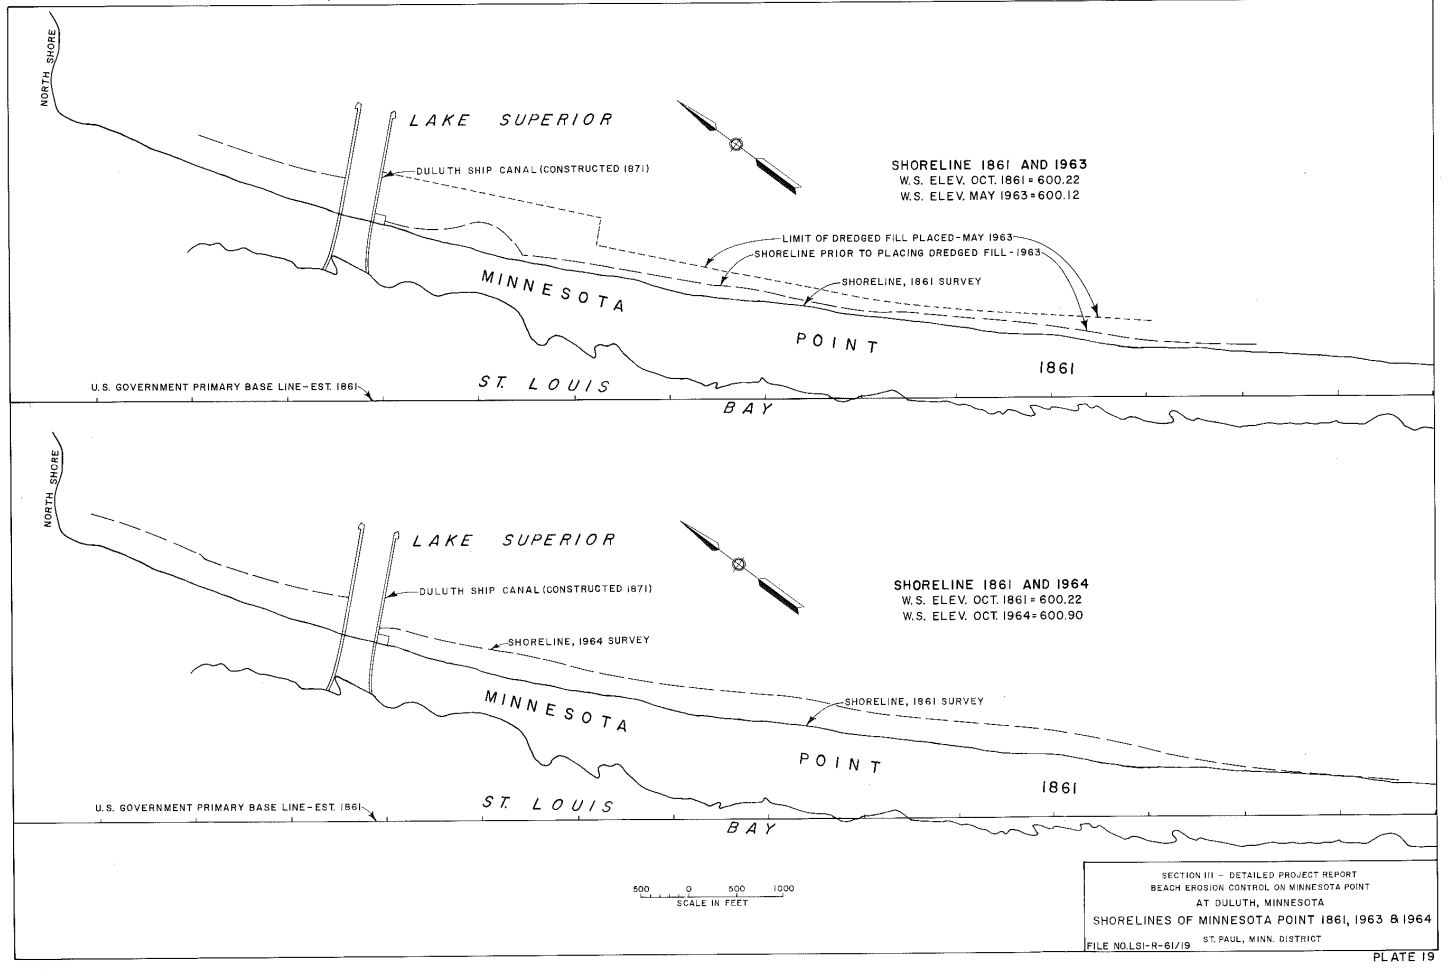 NORTH SHORE
LAKE SUPERIOR
DULUTH SHIP CANAL (CONSTRUCTED 1871)
SHORELINE 1861 AND 1963
W.S. ELEV. OCT. 1861 = 600.22
W.S. ELEV. MAY 1963 = 600.12
LIMIT OF DREDGED FILL PLACED-MAY 1963
SHORELINE PRIOR TO PLACING DREDGED FILL-1963
SHORELINE, 1861 SURVEY
MINNESOTA
POINT
1861
U.S. GOVERNMENT PRIMARY BASE LINE-EST. 1861
ST. LOUIS
BAY
NORTH SHORE
LAKE SUPERIOR
DULUTH SHIP CANAL (CONSTRUCTED 1871)
SHORELINE 1861 AND 1964
W.S. ELEV. OCT. 1861 = 600.22
W.S. ELEV. OCT. 1964 = 600.90
SHORELINE, 1964 SURVEY
SHORELINE, 1861 SURVEY
MINNESOTA
POINT
1861
U.S. GOVERNMENT PRIMARY BASE LINE-EST. 1861
ST. LOUIS
BAY
500 0 500 1000
SCALE IN FEET
SECTION III - DETAILED PROJECT REPORT
BEACH EROSION CONTROL ON MINNESOTA POINT
AT DULUTH, MINNESOTA
SHORELINES OF MINNESOTA POINT 1861, 1963 & 1964
ST. PAUL, MINN. DISTRICT
FILE NO. LSI-R-61/19
PLATE 19